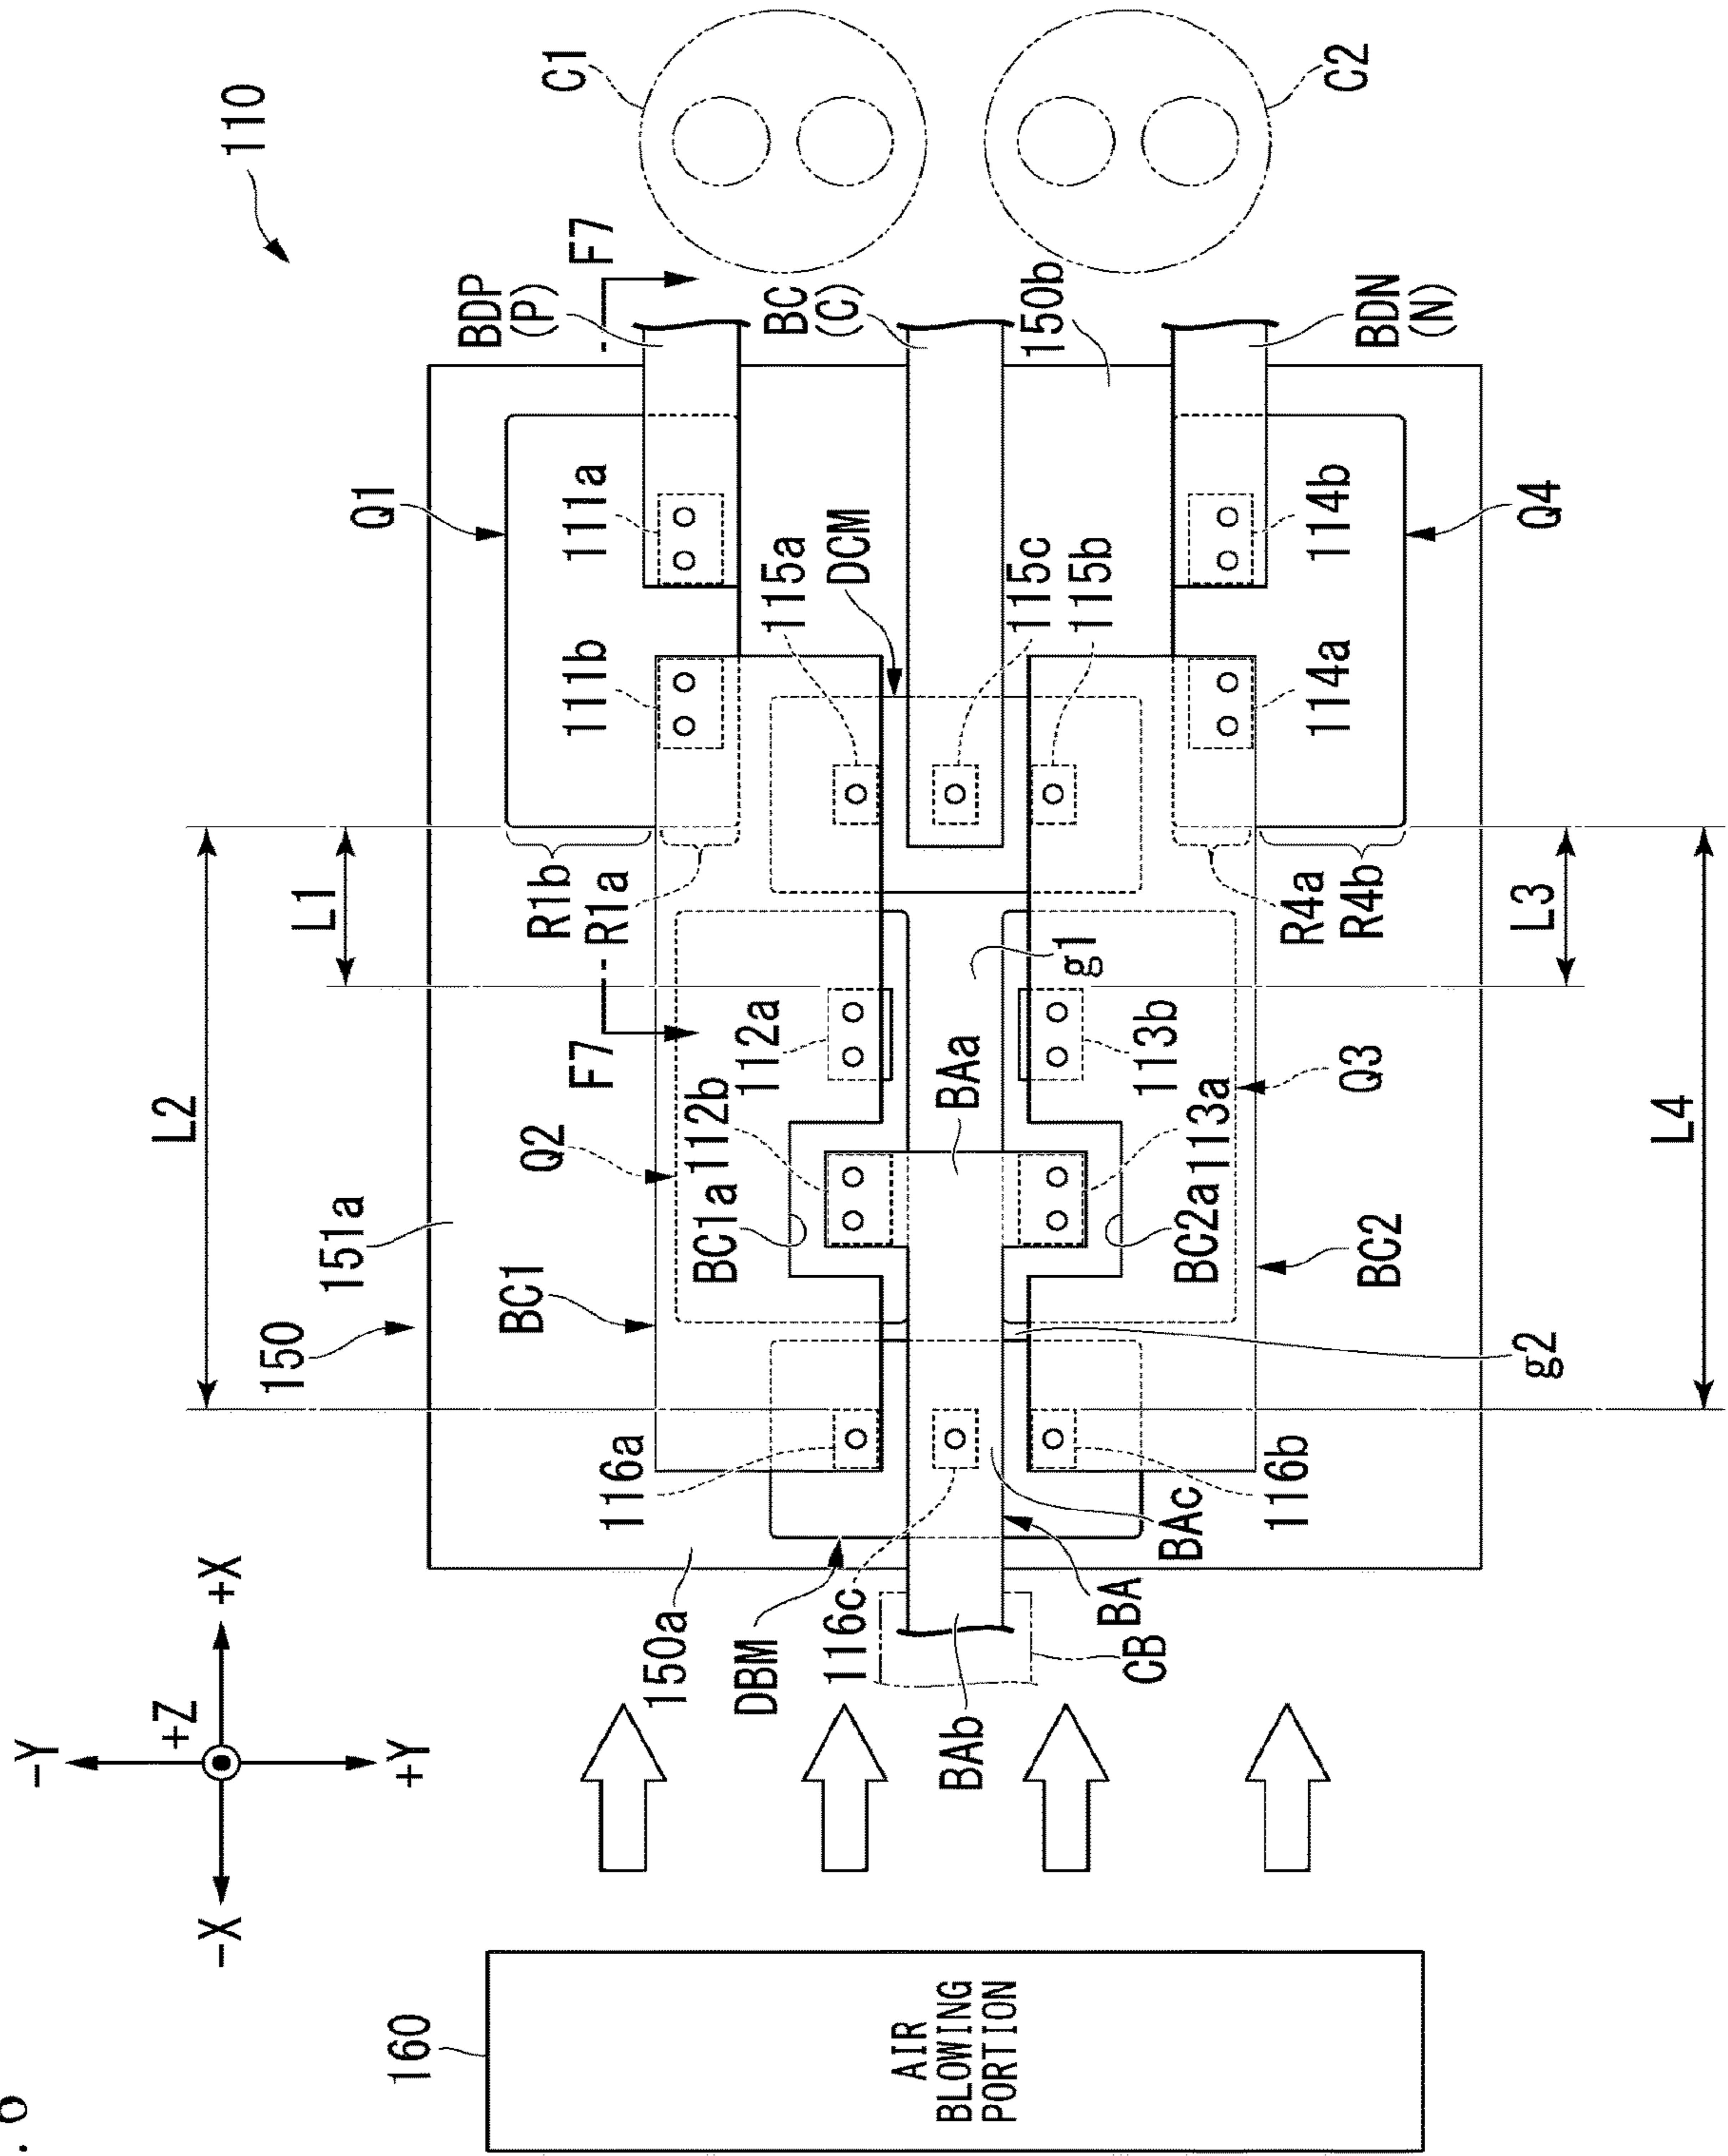 110
C1
C2
F7
BDP
(P)
BC
(C)
150b
BDN
(N)
Q1
111a
115a
DCM
115c
115b
114b
Q4
111b
114a
L1
R1b
R1a
R4a
R4b
L3
g1
L2
F7
112a
113b
BAa
Q2
112b
BC1a
113a
BC2a
Q3
L4
151a
BC1
BC2
150
g2
116a
BAc
116b
150a
DBM
116c
BA
CB
BAb
-Y
+X
+Z
-X
+Y
160
AIR
BLOWING
PORTION